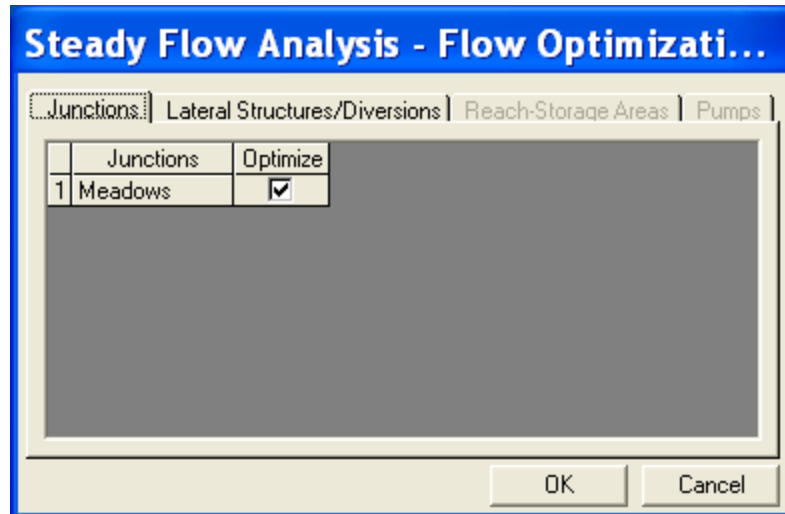 Steady Flow Analysis - Flow Optimizati...
Junctions Lateral Structures/Diversions Reach-Storage Areas Pumps
Junctions Optimize
1 Meadows
OK Cancel